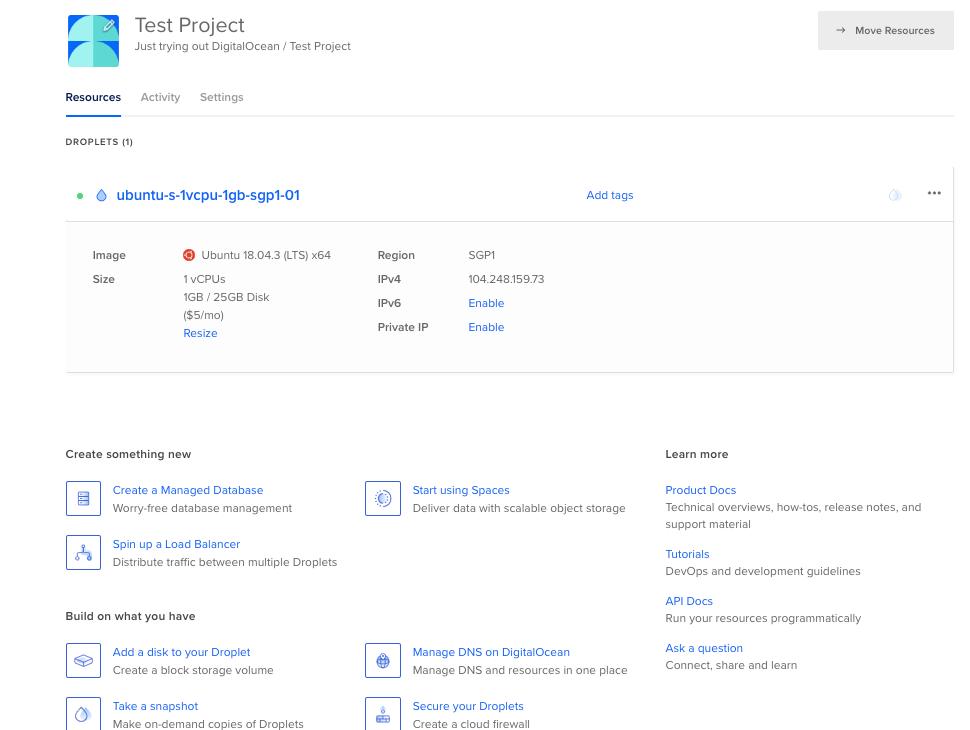 Test Project
Just trying out DigitalOcean / Test Project
→ Move Resources
Resources Activity Settings
DROPLETS (1)
ubuntu-s-1vcpu-1gb-sgp1-01 Add tags •••
Image Ubuntu 18.04.3 (LTS) x64
Size 1 vCPUs
1GB / 25GB Disk
($5/mo)
Resize
Region SGP1
IPv4 104.248.159.73
IPv6 Enable
Private IP Enable
Create something new
Create a Managed Database
Worry-free database management
Start using Spaces
Deliver data with scalable object storage
Spin up a Load Balancer
Distribute traffic between multiple Droplets
Build on what you have
Add a disk to your Droplet
Create a block storage volume
Manage DNS on DigitalOcean
Manage DNS and resources in one place
Take a snapshot
Make on-demand copies of Droplets
Secure your Droplets
Create a cloud firewall
Learn more
Product Docs
Technical overviews, how-tos, release notes, and
support material
Tutorials
DevOps and development guidelines
API Docs
Run your resources programmatically
Ask a question
Connect, share and learn